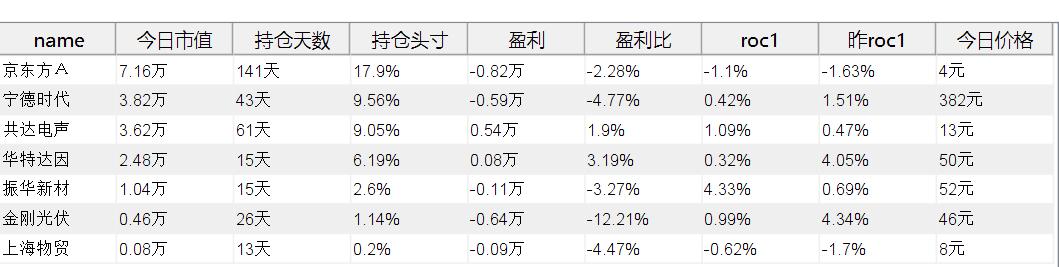 name 今日市值 持仓天数 持仓头寸 盈利 盈利比 roc1 昨roc1 今日价格
京东方Ａ 7.16万 141天 17.9% -0.82万 -2.28% -1.1% -1.63% 4元
宁德时代 3.82万 43天 9.56% -0.59万 -4.77% 0.42% 1.51% 382元
共达电声 3.62万 61天 9.05% 0.54万 1.9% 1.09% 0.47% 13元
华特达因 2.48万 15天 6.19% 0.08万 3.19% 0.32% 4.05% 50元
振华新材 1.04万 15天 2.6% -0.11万 -3.27% 4.33% 0.69% 52元
金刚光伏 0.46万 26天 1.14% -0.64万 -12.21% 0.99% 4.34% 46元
上海物贸 0.08万 13天 0.2% -0.09万 -4.47% -0.62% -1.7% 8元